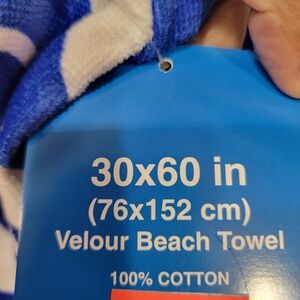 30x60 in
(76x152 cm)
Velour Beach Towel
100% COTTON